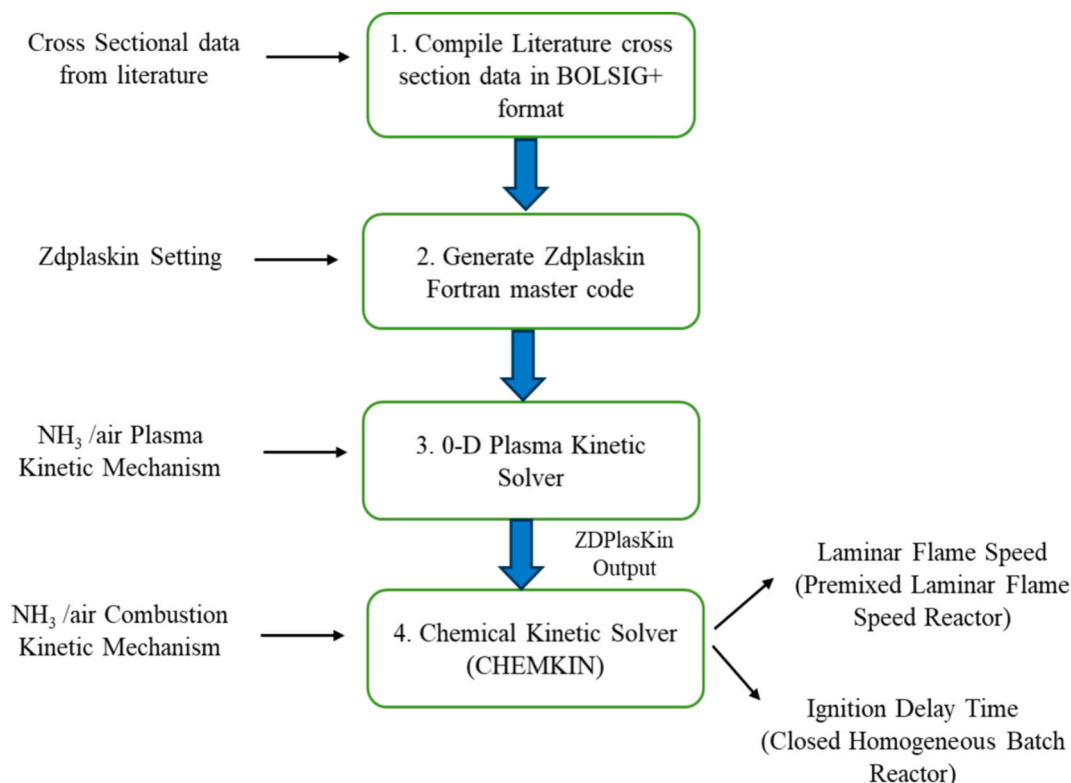 Cross Sectional data
from literature
1. Compile Literature cross
section data in BOLSIG+
format
Zdplaskin Setting
2. Generate Zdplaskin
Fortran master code
NH₃ /air Plasma
Kinetic Mechanism
3. 0-D Plasma Kinetic
Solver
ZDPlasKin
Output
NH₃ /air Combustion
Kinetic Mechanism
4. Chemical Kinetic Solver
(CHEMKIN)
Laminar Flame Speed
(Premixed Laminar Flame
Speed Reactor)
Ignition Delay Time
(Closed Homogeneous Batch
Reactor)